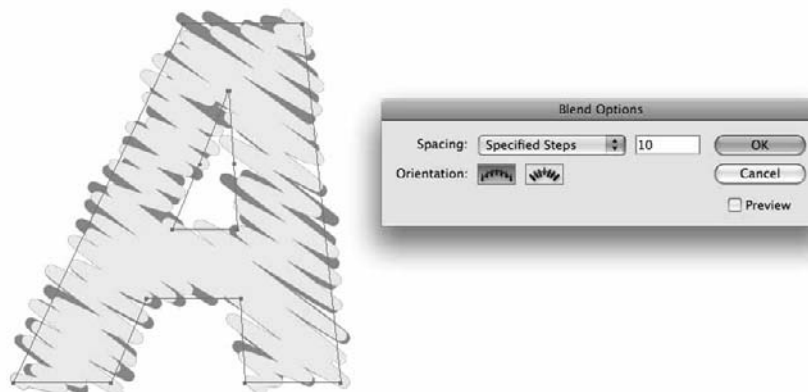 A
Blend Options
Spacing: Specified Steps 10 OK
Orientation: Cancel
Preview